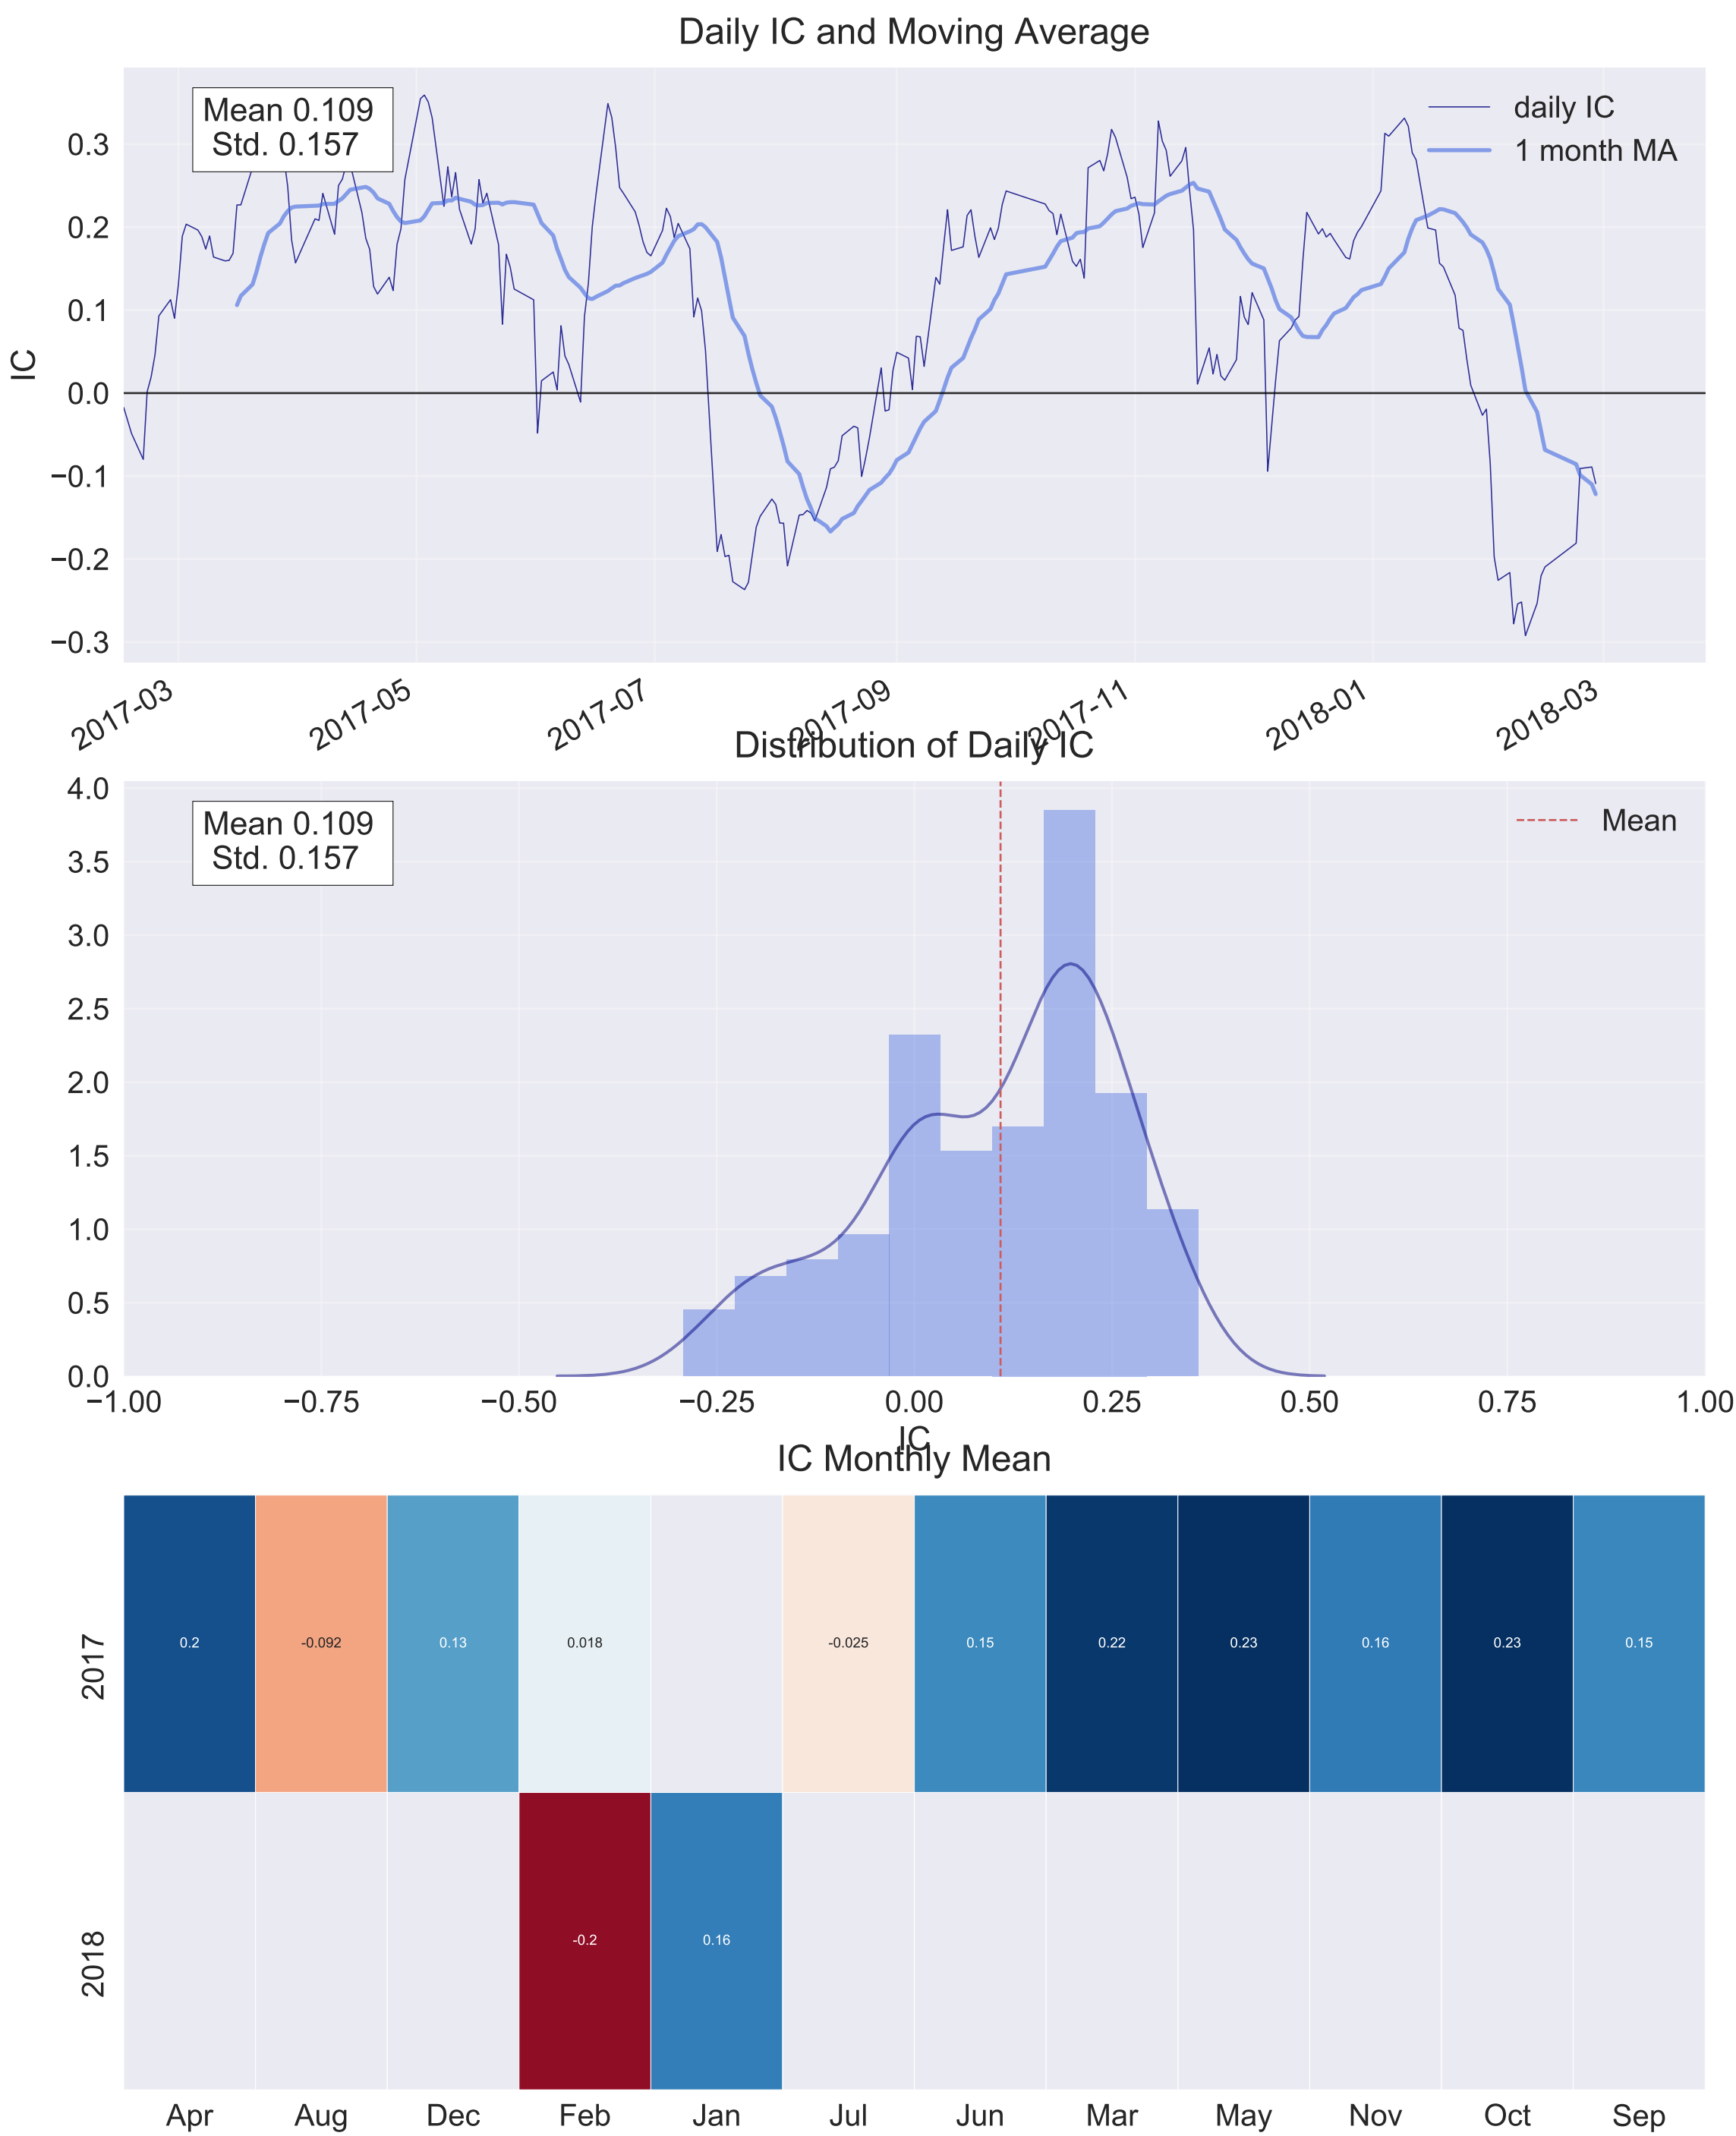 Daily IC and Moving Average
Mean 0.109
Std. 0.157
daily IC
1 month MA
IC
0.3
0.2
0.1
0.0
−0.1
−0.2
−0.3
2017-03
2017-05
2017-07
2017-09
2017-11
2018-01
2018-03
Distribution of Daily IC
Mean 0.109
Std. 0.157
Mean
4.0
3.5
3.0
2.5
2.0
1.5
1.0
0.5
0.0
−1.00 −0.75 −0.50 −0.25 0.00 0.25 0.50 0.75 1.00
IC
IC Monthly Mean
2017
0.2 -0.092 0.13 0.018 -0.025 0.15 0.22 0.23 0.16 0.23 0.15
2018
-0.2 0.16
Apr Aug Dec Feb Jan Jul Jun Mar May Nov Oct Sep